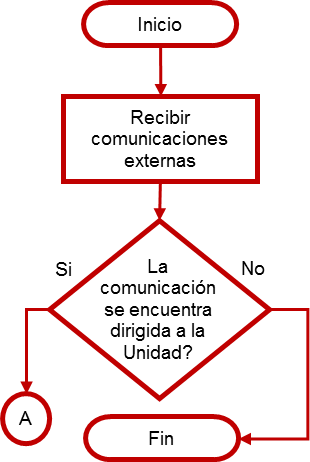 Inicio
Recibir
comunicaciones
externas
Si
La
comunicación
se encuentra
dirigida a la
Unidad?
No
A
Fin